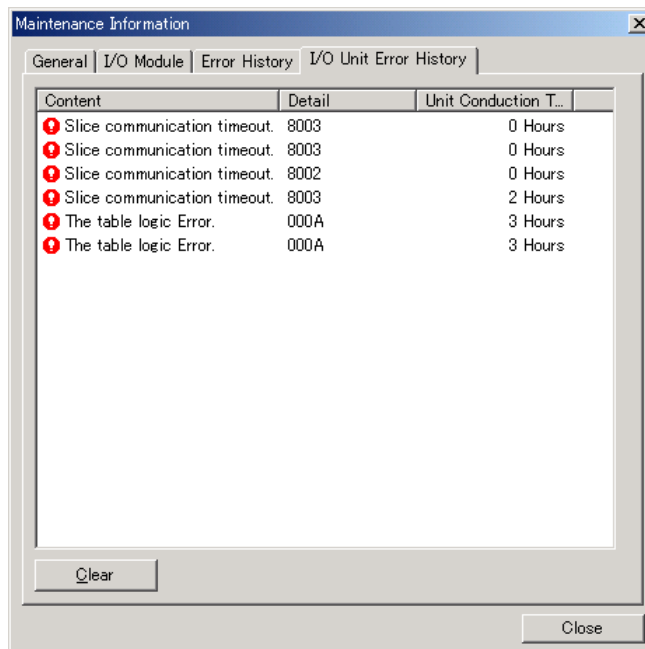 Maintenance Information
General I/O Module Error History I/O Unit Error History
Content Detail Unit Conduction T...
Slice communication timeout. 8003 0 Hours
Slice communication timeout. 8003 0 Hours
Slice communication timeout. 8002 0 Hours
Slice communication timeout. 8003 2 Hours
The table logic Error. 000A 3 Hours
The table logic Error. 000A 3 Hours
Clear
Close